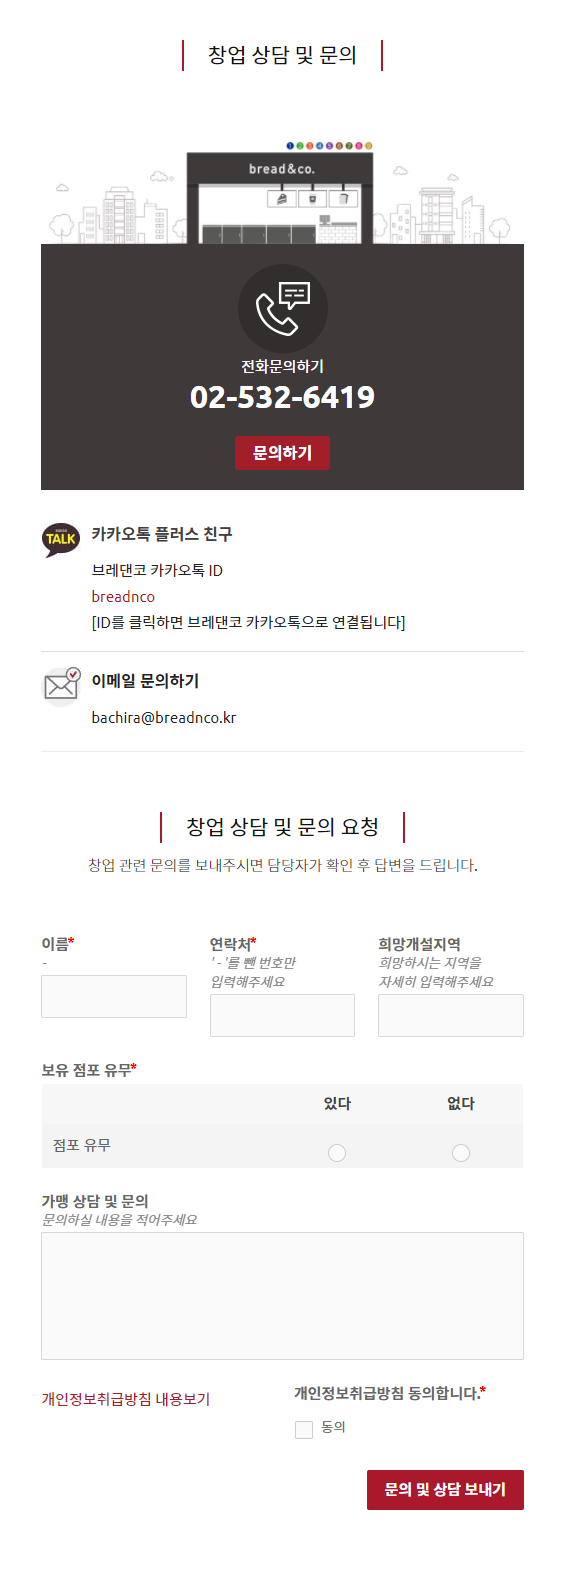 창업 상담 및 문의
1 2 3 4 5 6 7 8 9
bread&co.
전화문의하기
02-532-6419
문의하기
TALK
카카오톡 플러스 친구
브레댄코 카카오톡 ID
breadnco
[ID를 클릭하면 브레댄코 카카오톡으로 연결됩니다]
이메일 문의하기
bachira@breadnco.kr
창업 상담 및 문의 요청
창업 관련 문의를 보내주시면 담당자가 확인 후 답변을 드립니다.
이름*
-
연락처*
' - '를 뺀 번호만
입력해주세요
희망개설지역
희망하시는 지역을
자세히 입력해주세요
보유 점포 유무*
있다 없다
점포 유무
가맹 상담 및 문의
문의하실 내용을 적어주세요
개인정보취급방침 내용보기
개인정보취급방침 동의합니다.*
동의
문의 및 상담 보내기